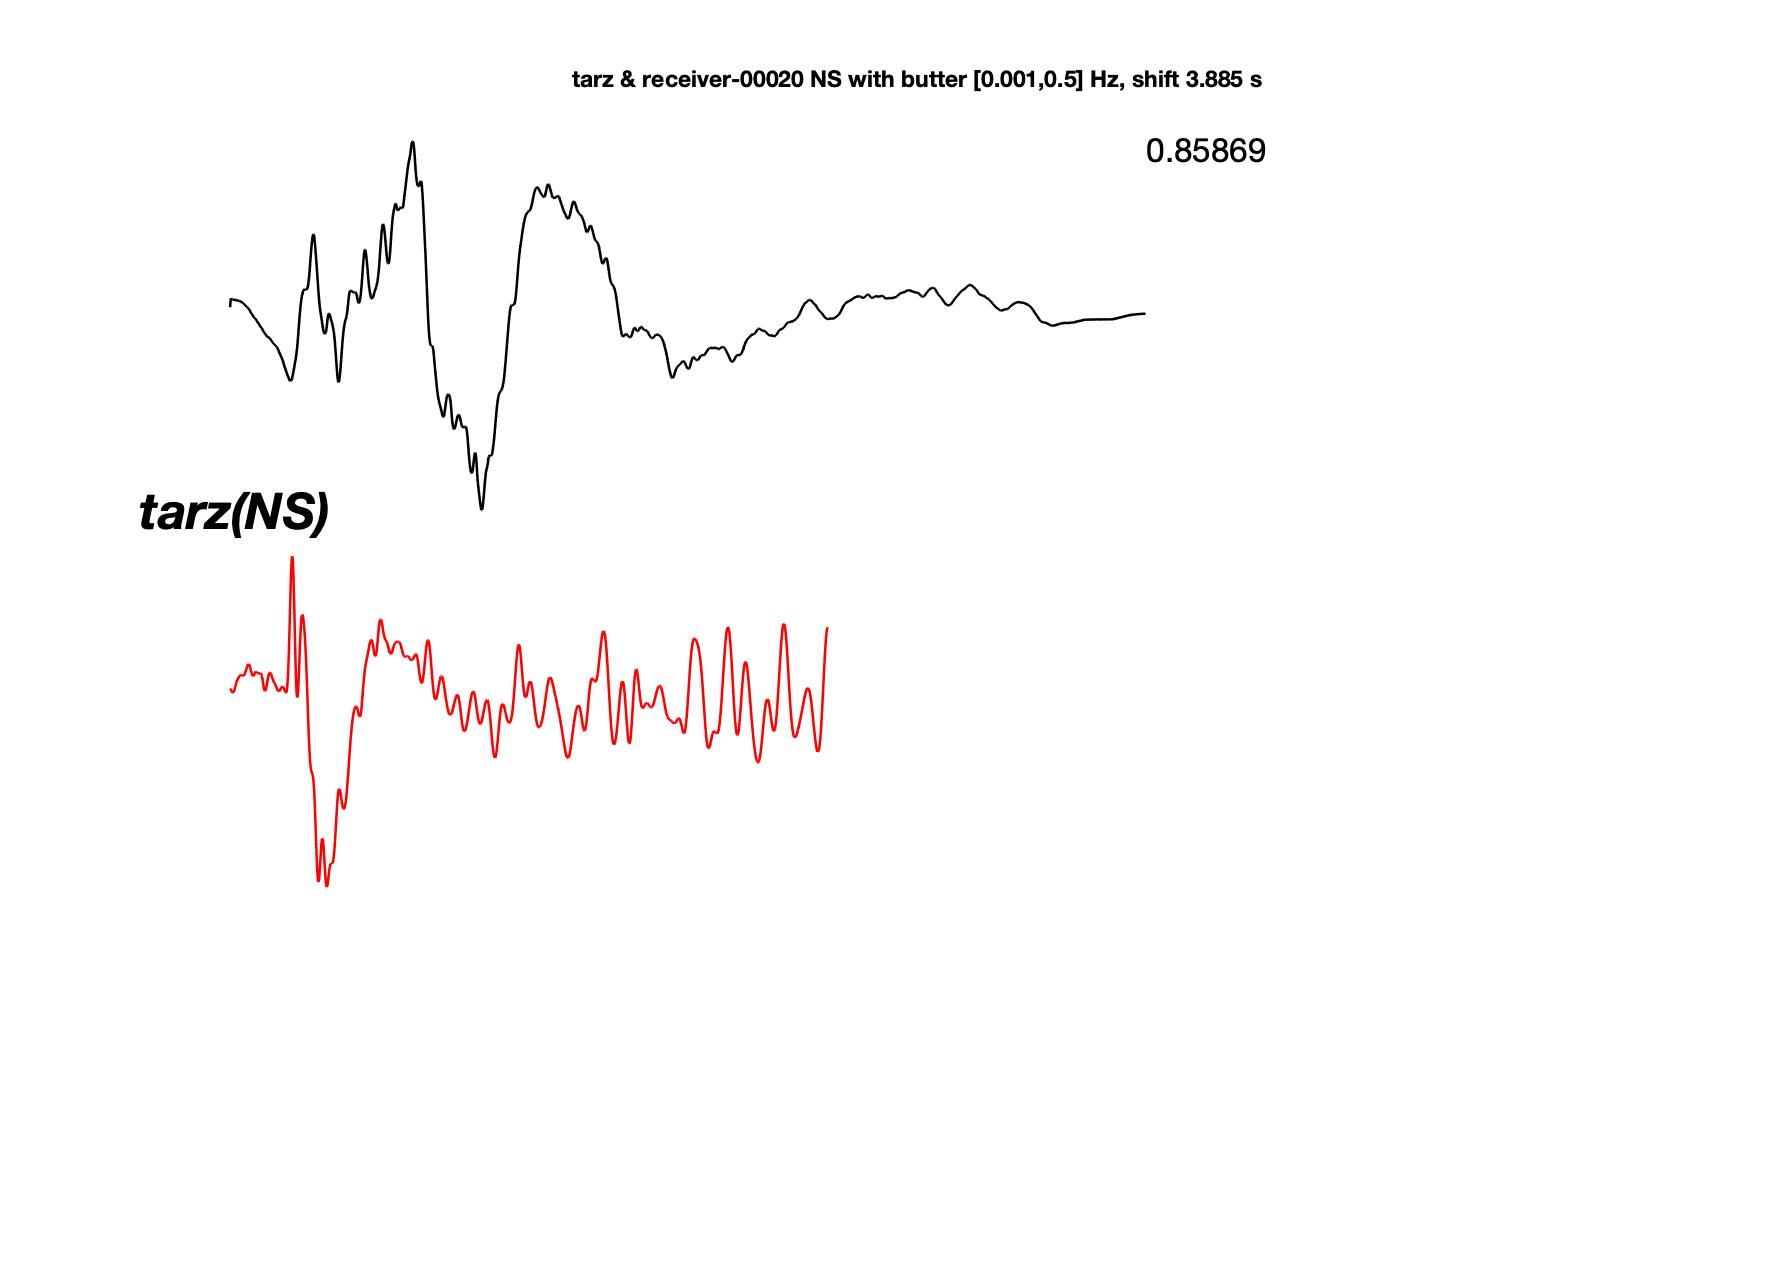 tarz & receiver-00020 NS with butter [0.001,0.5] Hz, shift 3.885 s
0.85869
tarz(NS)